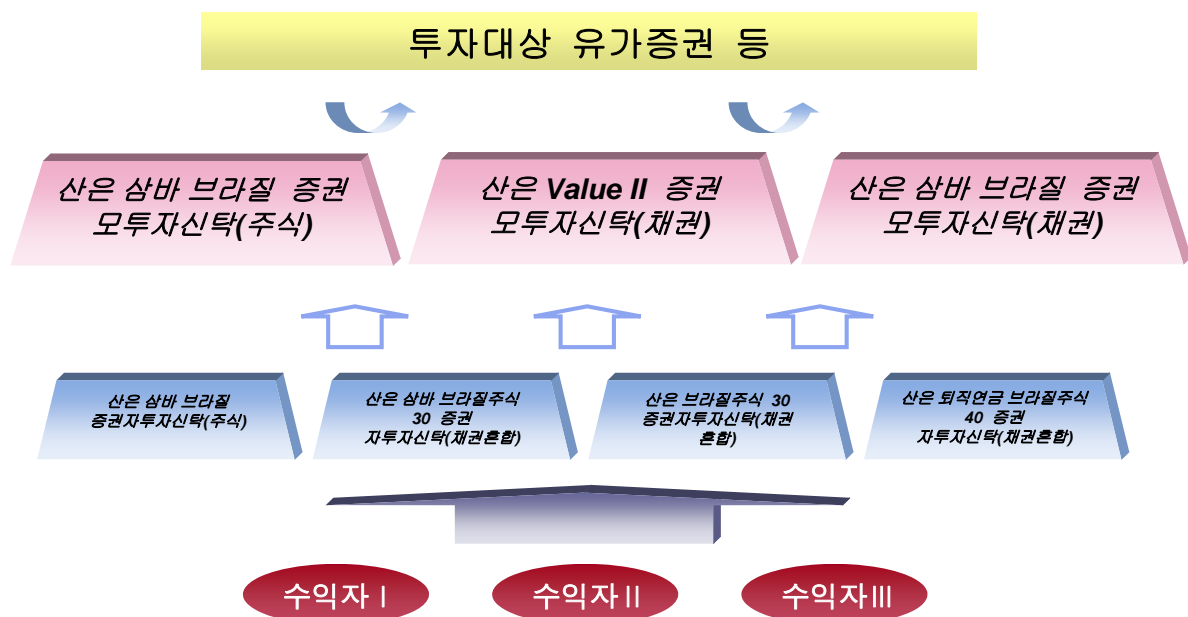 투자대상 유가증권 등
산은 삼바 브라질 증권
모투자신탁(주식)
산은 Value II 증권
모투자신탁(채권)
산은 삼바 브라질 증권
모투자신탁(채권)
산은 삼바 브라질
증권자투자신탁(주식)
산은 삼바 브라질주식
30 증권
자투자신탁(채권혼합)
산은 브라질주식 30
증권자투자신탁(채권
혼합)
산은 퇴직연금 브라질주식
40 증권
자투자신탁(채권혼합)
수익자Ⅰ
수익자Ⅱ
수익자Ⅲ